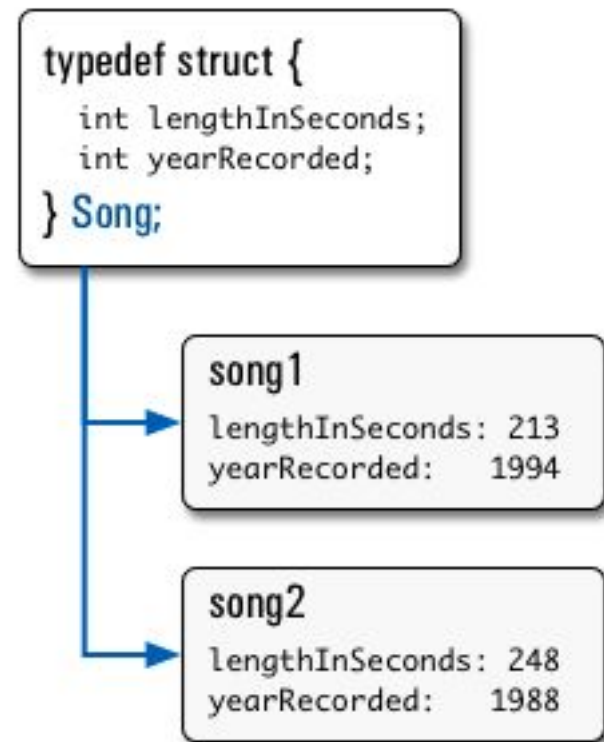 typedef struct {
int lengthInSeconds;
int yearRecorded;
} Song;
song1
lengthInSeconds: 213
yearRecorded: 1994
song2
lengthInSeconds: 248
yearRecorded: 1988